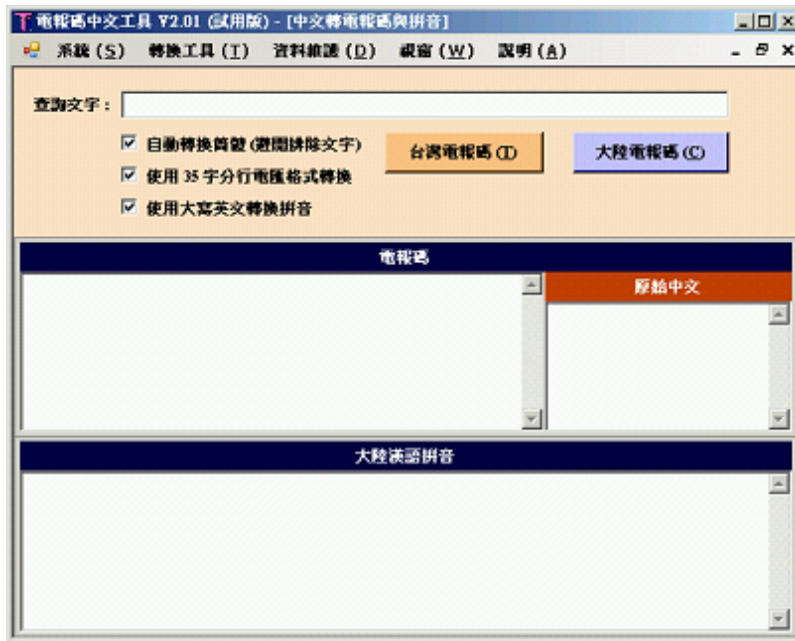 電報碼中文工具 V2.01 (試用版) - [中文轉電報碼與拼音]
系統 (S) 轉換工具 (T) 資料維護 (D) 視窗 (W) 說明 (A)
查詢文字：
自動轉換簡體 (避開排除文字)
使用 35 字分行電匯格式轉換
使用大寫英文轉換拼音
台灣電報碼 (T)
大陸電報碼 (C)
電報碼
原始中文
大陸漢語拼音